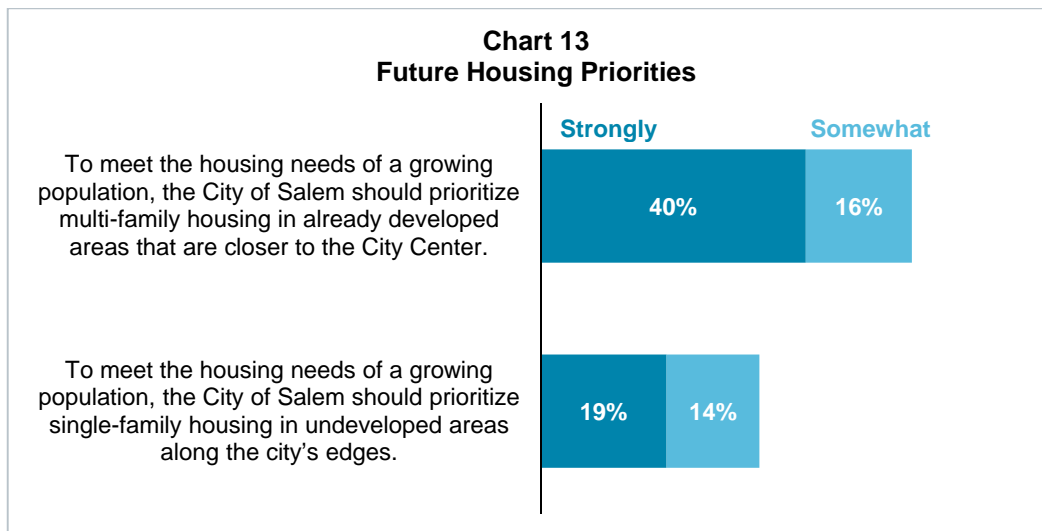 Chart 13
Future Housing Priorities
Strongly
Somewhat
To meet the housing needs of a growing
population, the City of Salem should prioritize
multi-family housing in already developed
areas that are closer to the City Center.
40%
16%
To meet the housing needs of a growing
population, the City of Salem should prioritize
single-family housing in undeveloped areas
along the city’s edges.
19%
14%